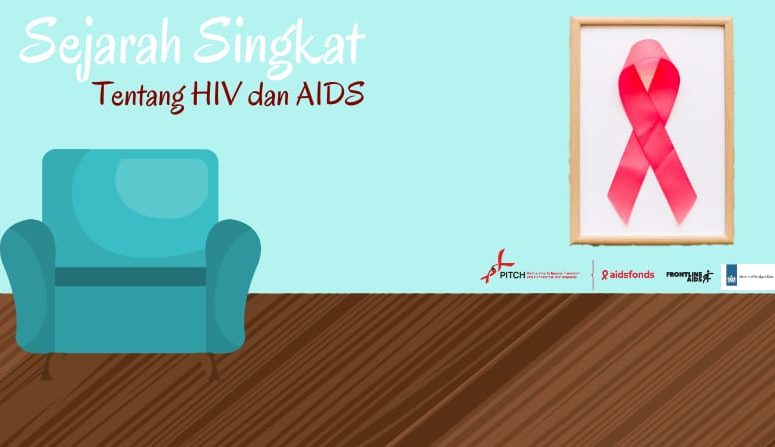 Sejarah Singkat
Tentang HIV dan AIDS
PITCH
aidsfonds
FRONTLINE
AIDS